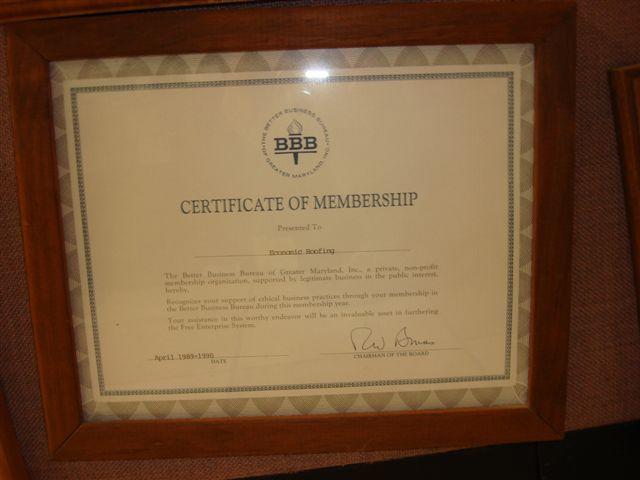 THE BETTER BUSINESS BUREAU
OF GREATER MARYLAND, INC.
BBB
CERTIFICATE OF MEMBERSHIP
Presented To
Economic Roofing
The Better Business Bureau of Greater Maryland, Inc., a private, non-profit
membership organization, supported by legitimate business in the public interest,
hereby,
Recognizes your support of ethical business practices through your membership in
the Better Business Bureau during this membership year.
Your assistance in this worthy endeavor will be an invaluable asset in furthering
the Free Enterprise System.
April 1989-1990
DATE
CHAIRMAN OF THE BOARD